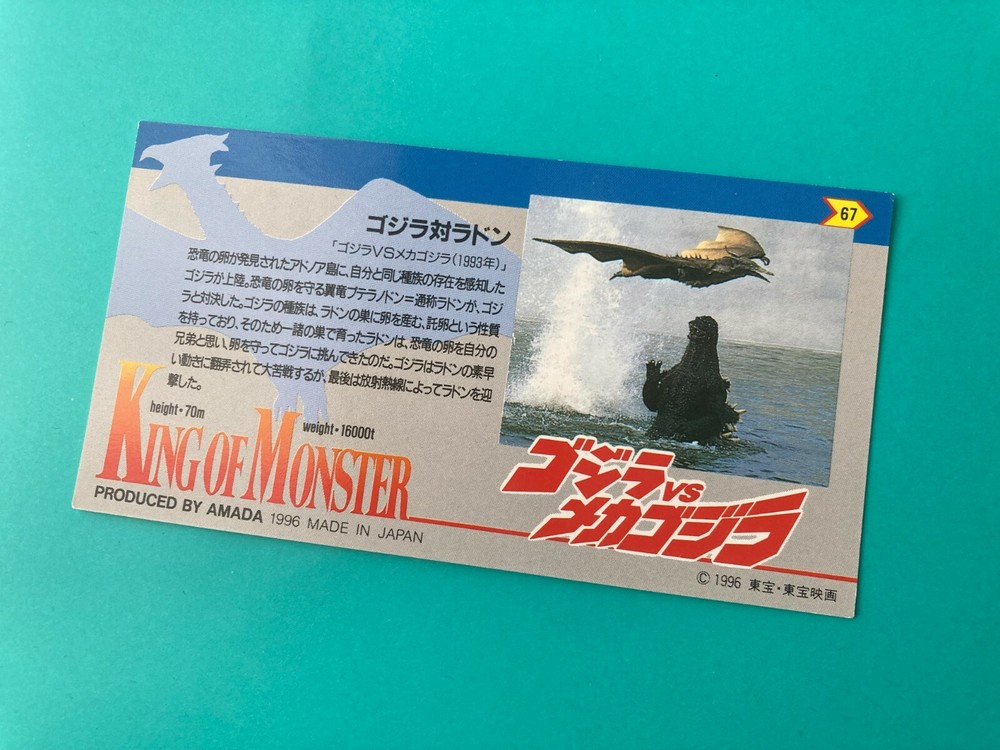 67
ゴジラ対ラドン
「ゴジラVSメカゴジラ(1993年)」
恐竜の卵が発見されたアドノア島に、自分と同じ種族の存在を感知した
ゴジラが上陸。恐竜の卵を守る翼竜プテラノドン=通称ラドンが、ゴジ
ラと対決した。ゴジラの種族は、ラドンの巣に卵を産む、託卵という性質
を持っており、そのため一緒の巣で育ったラドンは、恐竜の卵を自分の
兄弟と思い、卵を守ってゴジラに挑んできたのだ。ゴジラはラドンの素早
い動きに翻弄されて大苦戦するが、最後は放射熱線によってラドンを迎
撃した。
height・70m
weight・16000t
KING OF MONSTER
PRODUCED BY AMADA 1996 MADE IN JAPAN
ゴジラVS
メカゴジラ
© 1996 東宝・東宝映画